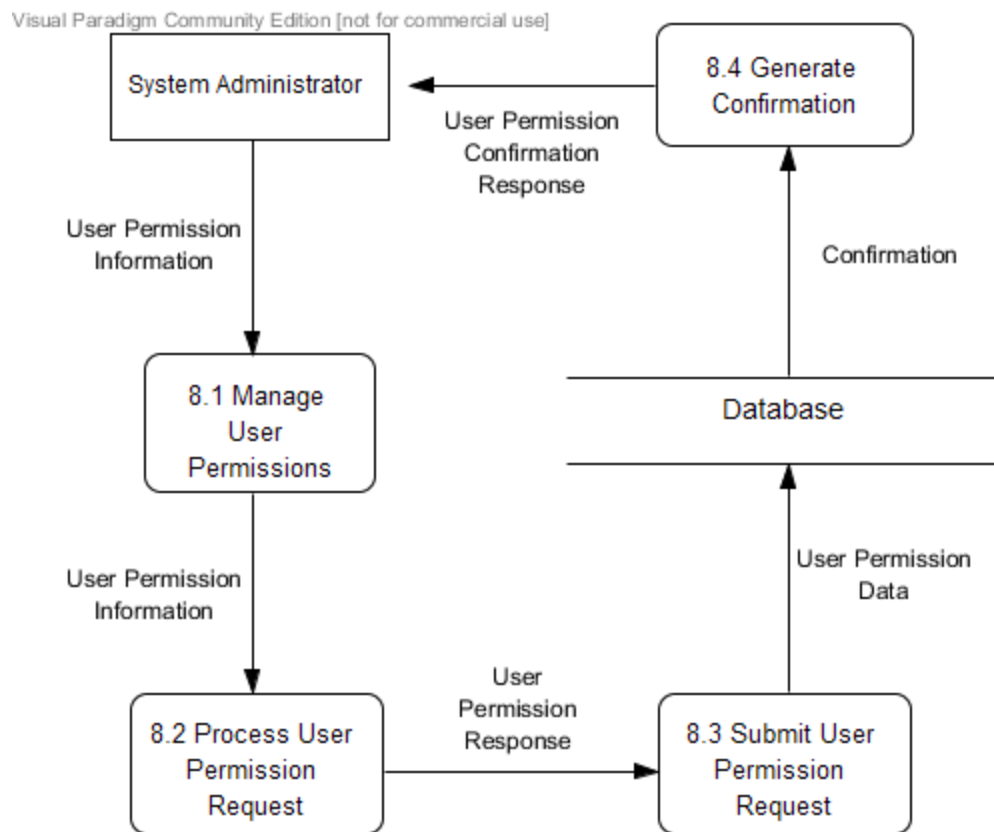 Visual Paradigm Community Edition [not for commercial use]
System Administrator
8.4 Generate
Confirmation
User Permission
Confirmation
Response
User Permission
Information
Confirmation
8.1 Manage
User
Permissions
Database
User Permission
Information
User Permission
Data
8.2 Process User
Permission
Request
User
Permission
Response
8.3 Submit User
Permission
Request